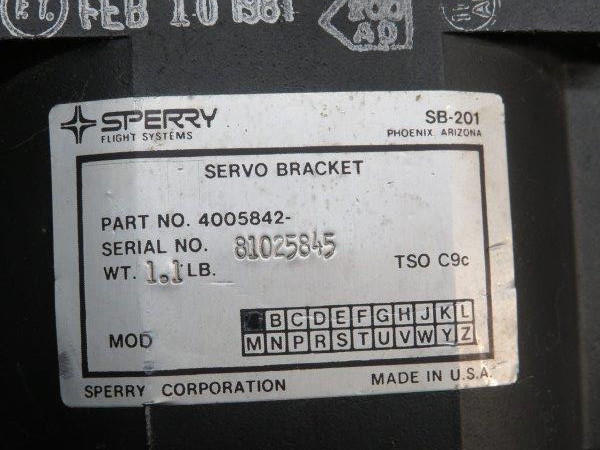 FEB 10 1981
AD
SPERRY
FLIGHT SYSTEMS
SB-201
PHOENIX, ARIZONA
SERVO BRACKET
PART NO. 4005842-
SERIAL NO. 81025845
WT. 1.1 LB.
TSO C9c
MOD
B C D E F G H J K L
M N P R S T U V W Y Z
SPERRY CORPORATION
MADE IN U.S.A.